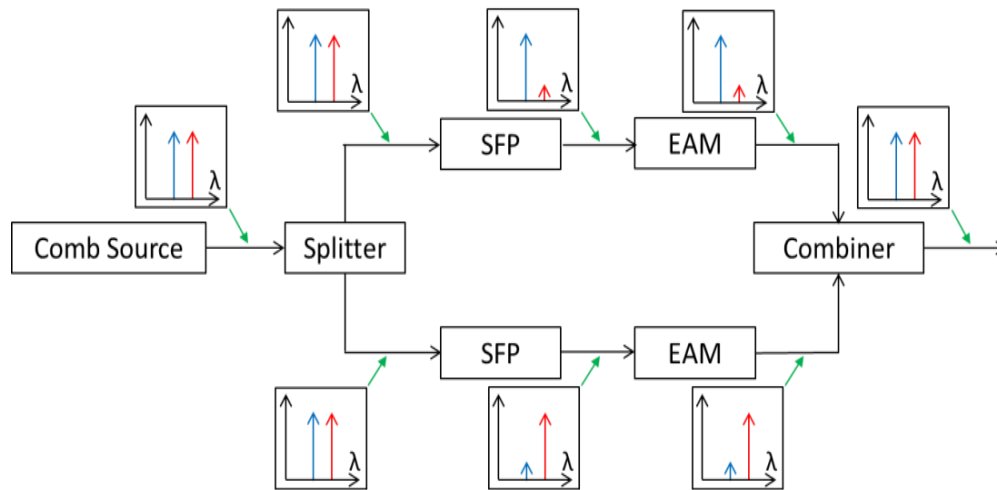 λ
λ
λ
SFP
EAM
λ
λ
Comb Source
Splitter
Combiner
SFP
EAM
λ
λ
λ